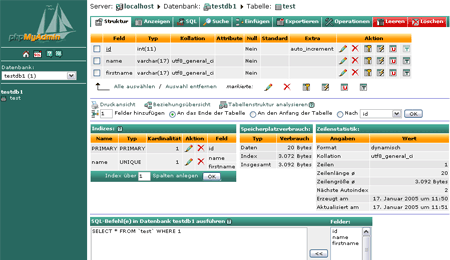 Server: localhost ▸ Datenbank: testdb1 ▸ Tabelle: test
phpMyAdmin
Struktur Anzeigen SQL Suche Einfügen Exportieren Operationen Leeren Löschen
Feld Typ Kollation Attribute Null Standard Extra Aktion
id int(11) Nein auto_increment
name varchar(17) utf8_general_ci Nein
firstname varchar(17) utf8_general_ci Nein
Alle auswählen / Auswahl entfernen markierte:
Datenbank:
testdb1 (1)
testdb1
test
Druckansicht Beziehungsübersicht Tabellenstruktur analysieren
1 Felder hinzufügen An das Ende der Tabelle An den Anfang der Tabelle Nach id OK
Indizes:
Name Typ Kardinalität Aktion Feld
PRIMARY PRIMARY 1 id
name UNIQUE 1 name
firstname
Index über 1 Spalten anlegen OK
Speicherplatzverbrauch:
Typ Verbrauch
Daten 20 Bytes
Index 3.072 Bytes
Insgesamt 3.092 Bytes
Zeilenstatistik:
Angaben Wert
Format dynamisch
Kollation utf8_general_ci
Zeilen 1
Zeilenlänge ø 20
Zeilengröße ø 3.092 Bytes
Nächste Autoindex 2
Erzeugt am 17. Januar 2005 um 11:50
Aktualisiert am 17. Januar 2005 um 11:51
SQL-Befehl(e) in Datenbank testdb1 ausführen
SELECT * FROM `test` WHERE 1
Felder:
id
name
firstname
<<